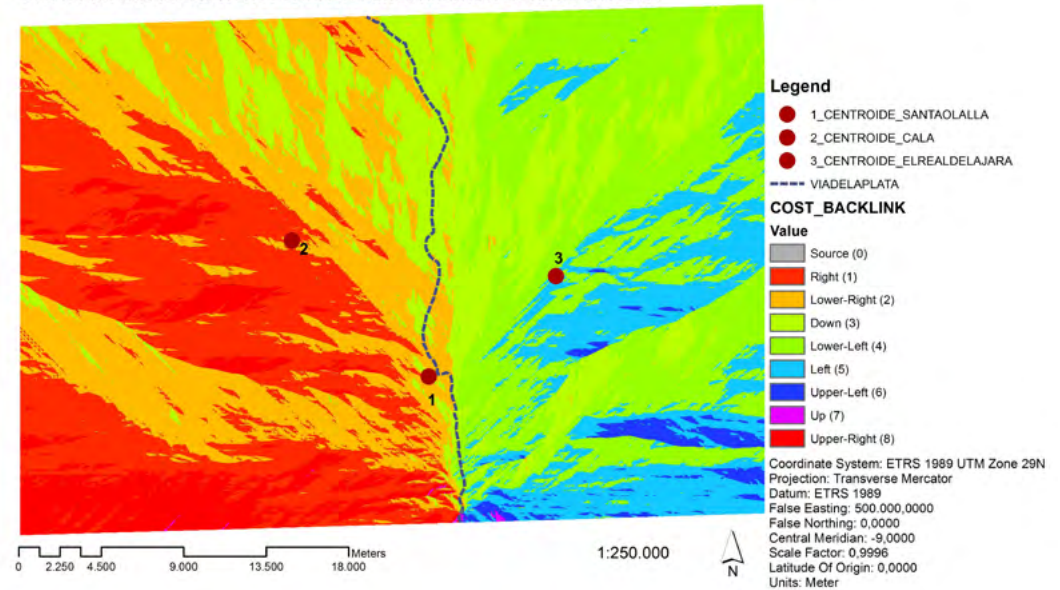 Legend
1_CENTROIDE_SANTAOLALLA
2_CENTROIDE_CALA
3_CENTROIDE_ELREALDELAJARA
VIADELAPLATA
COST_BACKLINK
Value
Source (0)
Right (1)
Lower-Right (2)
Down (3)
Lower-Left (4)
Left (5)
Upper-Left (6)
Up (7)
Upper-Right (8)
2
3
1
Coordinate System: ETRS 1989 UTM Zone 29N
Projection: Transverse Mercator
Datum: ETRS 1989
False Easting: 500.000,0000
False Northing: 0,0000
Central Meridian: -9,0000
Scale Factor: 0,9996
Latitude Of Origin: 0,0000
Units: Meter
Meters
0 2.250 4.500 9.000 13.500 18.000
1:250.000
N